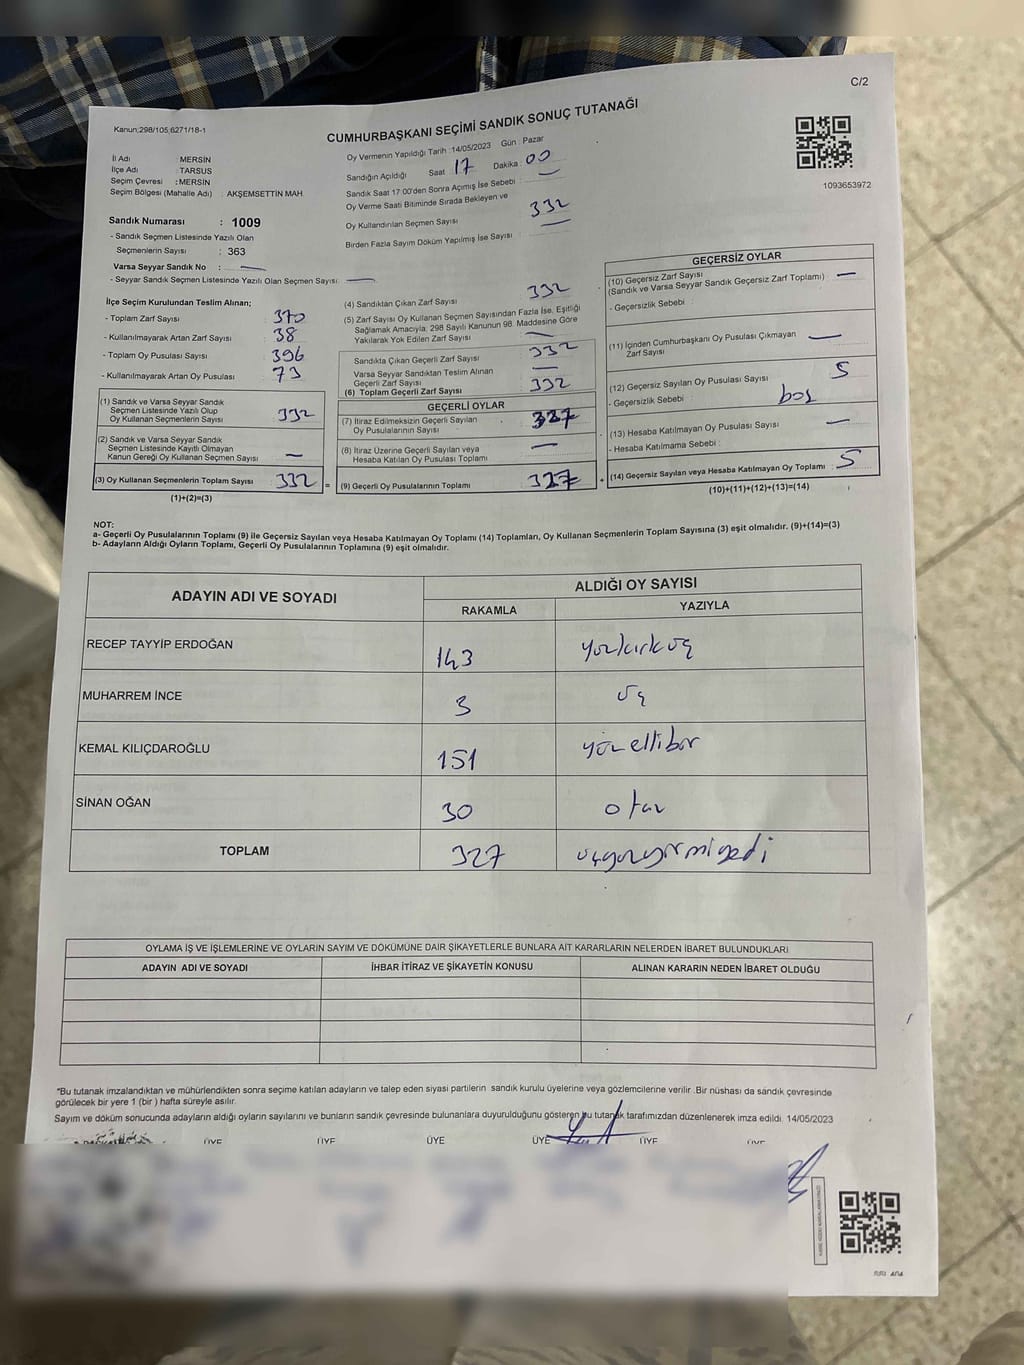 C/2
Kanun:298/105,6271/18-1
CUMHURBAŞKANI SEÇİMİ SANDIK SONUÇ TUTANAĞI
1093653972
İl Adı : MERSİN
İlçe Adı : TARSUS
Seçim Çevresi : MERSİN
Seçim Bölgesi (Mahalle Adı) : AKŞEMSETTİN MAH.
Sandık Numarası : 1009
- Sandık Seçmen Listesinde Yazılı Olan
Seçmenlerin Sayısı : 363
Varsa Seyyar Sandık No : —
- Seyyar Sandık Seçmen Listesinde Yazılı Olan Seçmen Sayısı: —
Oy Vermenin Yapıldığı Tarih :14/05/2023 Gün : Pazar
Sandığın Açıldığı Saat 17 Dakika : 00
Sandık Saat 17 00'den Sonra Açımış İse Sebebi : —
Oy Verme Saati Bitiminde Sırada Bekleyen ve
Oy Kullandırılan Seçmen Sayısı 332
Birden Fazla Sayım Döküm Yapılmış İse Sayısı : —
İlçe Seçim Kurulundan Teslim Alınan;
- Toplam Zarf Sayısı : 370
- Kullanılmayarak Artan Zarf Sayısı : 38
- Toplam Oy Pusulası Sayısı : 396
- Kullanılmayarak Artan Oy Pusulası : 73
(1) Sandık ve Varsa Seyyar Sandık
Seçmen Listesinde Yazılı Olup
Oy Kullanan Seçmenlerin Sayısı : 332
(2) Sandık ve Varsa Seyyar Sandık
Seçmen Listesinde Kayıtlı Olmayan
Kanun Gereği Oy Kullanan Seçmen Sayısı : —
(3) Oy Kullanan Seçmenlerin Toplam Sayısı : 332
(1)+(2)=(3)
(4) Sandıktan Çıkan Zarf Sayısı : 332
(5) Zarf Sayısı Oy Kullanan Seçmen Sayısından Fazla İse, Eşitliği
Sağlamak Amacıyla; 298 Sayılı Kanunun 98. Maddesine Göre
Yakılarak Yok Edilen Zarf Sayısı : —
Sandıkta Çıkan Geçerli Zarf Sayısı : 332
Varsa Seyyar Sandıktan Teslim Alınan
Geçerli Zarf Sayısı : —
(6) Toplam Geçerli Zarf Sayısı : 332
GEÇERLİ OYLAR
(7) İtiraz Edilmeksizin Geçerli Sayılan
Oy Pusulalarının Sayısı : 327
(8) İtiraz Üzerine Geçerli Sayılan veya
Hesaba Katılan Oy Pusulası Toplamı : —
= (9) Geçerli Oy Pusulalarının Toplamı : 327
GEÇERSİZ OYLAR
(10) Geçersiz Zarf Sayısı
(Sandık ve Varsa Seyyar Sandık Geçersiz Zarf Toplamı) : —
- Geçersizlik Sebebi :
(11) İçinden Cumhurbaşkanı Oy Pusulası Çıkmayan
Zarf Sayısı : —
(12) Geçersiz Sayılan Oy Pusulası Sayısı : 5
- Geçersizlik Sebebi : boş
(13) Hesaba Katılmayan Oy Pusulası Sayısı : —
- Hesaba Katılmama Sebebi :
+ (14) Geçersiz Sayılan veya Hesaba Katılmayan Oy Toplamı : 5
(10)+(11)+(12)+(13)=(14)
NOT:
a- Geçerli Oy Pusulalarının Toplamı (9) ile Geçersiz Sayılan veya Hesaba Katılmayan Oy Toplamı (14) Toplamları, Oy Kullanan Seçmenlerin Toplam Sayısına (3) eşit olmalıdır. (9)+(14)=(3)
b- Adayların Aldığı Oyların Toplamı, Geçerli Oy Pusulalarının Toplamına (9) eşit olmalıdır.
ADAYIN ADI VE SOYADI ALDIĞI OY SAYISI
RAKAMLA YAZIYLA
RECEP TAYYİP ERDOĞAN 143 yüzkırküç
MUHARREM İNCE 3 üç
KEMAL KILIÇDAROĞLU 151 yüzellibir
SİNAN OĞAN 30 otuz
TOPLAM 327 üçyüzyirmiyedi
OYLAMA İŞ VE İŞLEMLERİNE VE OYLARIN SAYIM VE DÖKÜMÜNE DAİR ŞİKAYETLERLE BUNLARA AİT KARARLARIN NELERDEN İBARET BULUNDUKLARI
ADAYIN ADI VE SOYADI İHBAR İTİRAZ VE ŞİKAYETİN KONUSU ALINAN KARARIN NEDEN İBARET OLDUĞU
*Bu tutanak imzalandıktan ve mühürlendikten sonra seçime katılan adayların ve talep eden siyasi partilerin sandık kurulu üyelerine veya gözlemcilerine verilir .Bir nüshası da sandık çevresinde
görülecek bir yere 1 (bir ) hafta süreyle asılır.
Sayım ve döküm sonucunda adayların aldığı oyların sayılarını ve bunların sandık çevresinde bulunanlara duyurulduğunu gösteren bu tutanak tarafımızdan düzenlenerek imza edildi. 14/05/2023
ÜYE ÜYE ÜYE ÜYE ÜYE ÜYE